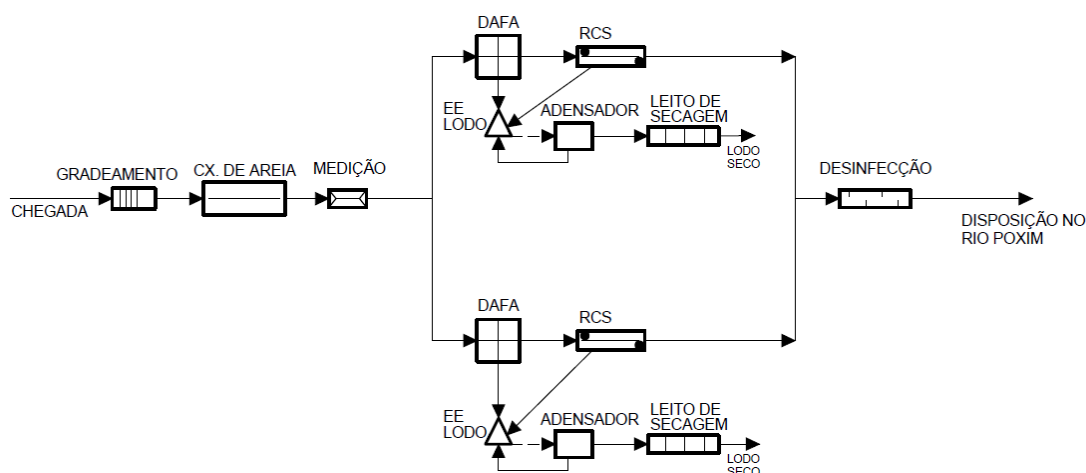 DAFA
RCS
EE
LODO
ADENSADOR
LEITO DE
SECAGEM
LODO
SECO
GRADEAMENTO
CX. DE AREIA
MEDIÇÃO
CHEGADA
DESINFECÇÃO
DISPOSIÇÃO NO
RIO POXIM
DAFA
RCS
EE
LODO
ADENSADOR
LEITO DE
SECAGEM
LODO
SECO